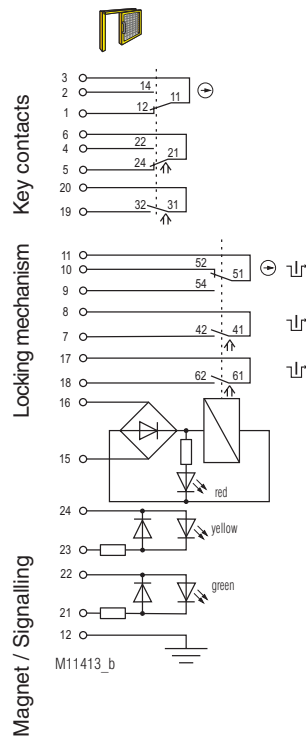 Key contacts
3
2 14
11
1 12
6
4 22
21
5 24
20
19 32 31
Locking mechanism
11
10 52
51
9 54
8
7 42 41
17
18 62 61
16
15
red
Magnet / Signalling
24
yellow
23
22
green
21
12
M11413_b